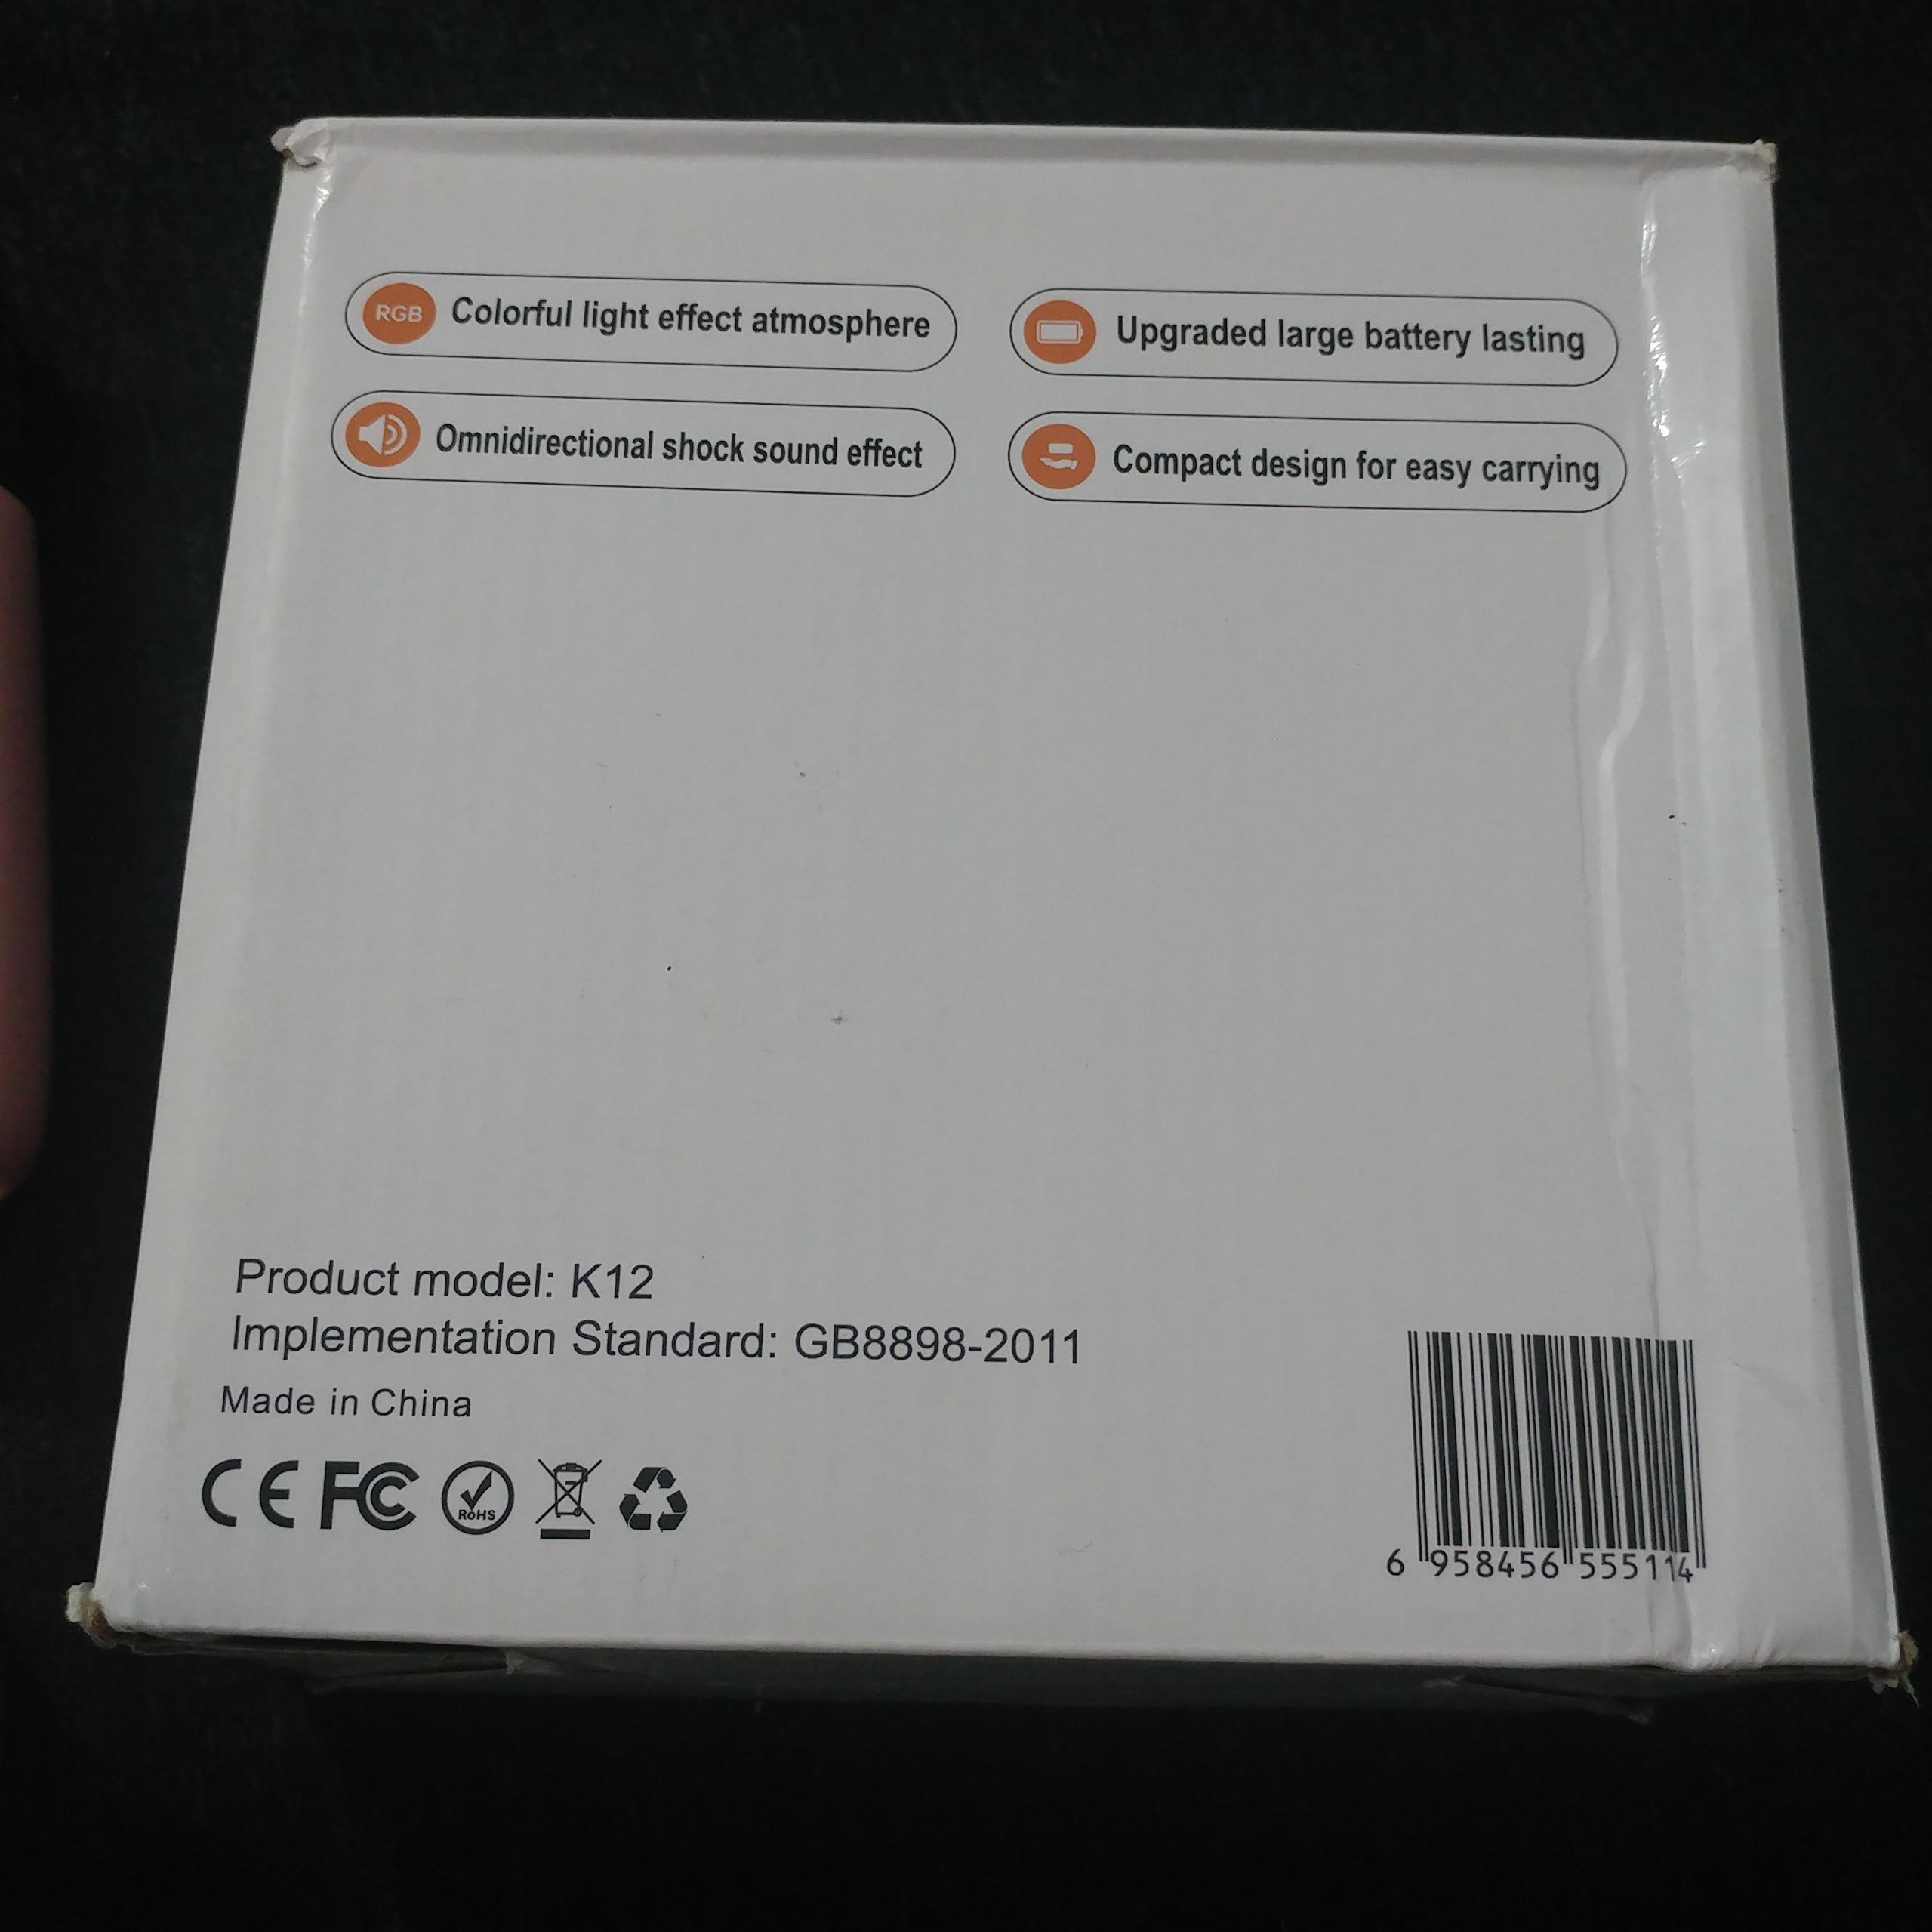 RGB Colorful light effect atmosphere
Upgraded large battery lasting
Omnidirectional shock sound effect
Compact design for easy carrying
Product model: K12
Implementation Standard: GB8898-2011
Made in China
CE FC RoHS
6 958456 555114